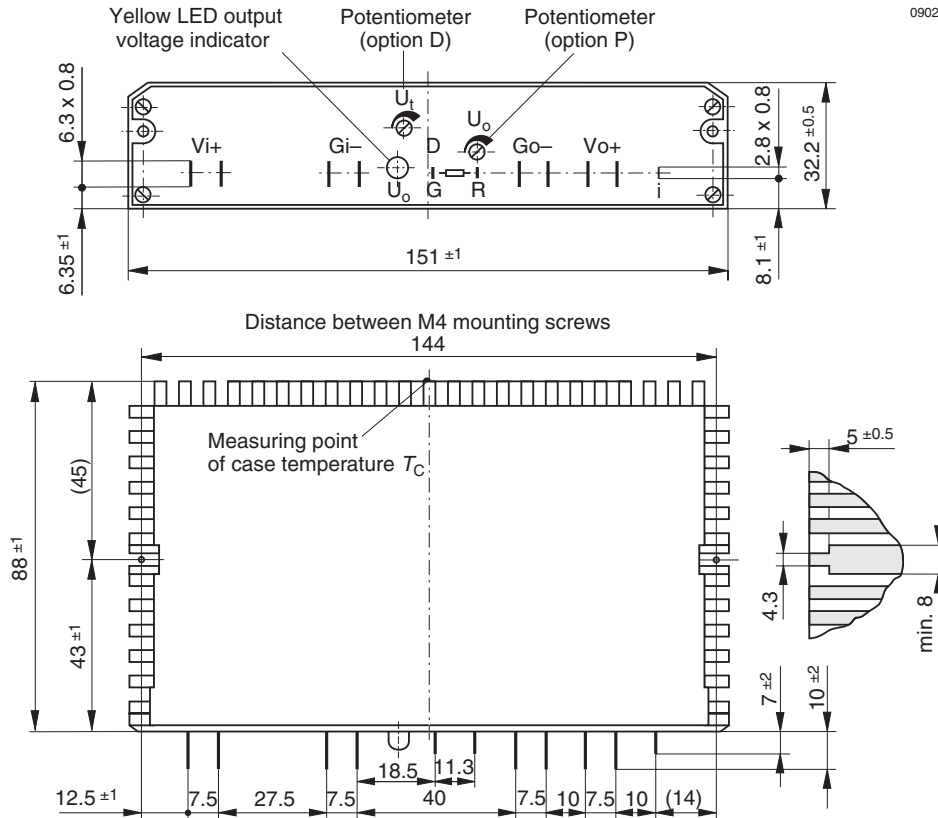 0902
Yellow LED output
voltage indicator
Potentiometer
(option D)
Potentiometer
(option P)
6.3 x 0.8
6.35 ±1
Vi+
Gi–
Ut
Uo
D
Uo
G
R
Go–
Vo+
i
32.2 ±0.5
2.8 x 0.8
8.1 ±1
151 ±1
Distance between M4 mounting screws
144
Measuring point
of case temperature TC
88 ±1
(45)
43 ±1
5 ±0.5
4.3
min. 8
7 ±2
10 ±2
18.5
11.3
12.5 ±1
7.5
27.5
7.5
40
7.5
10
7.5
10
(14)